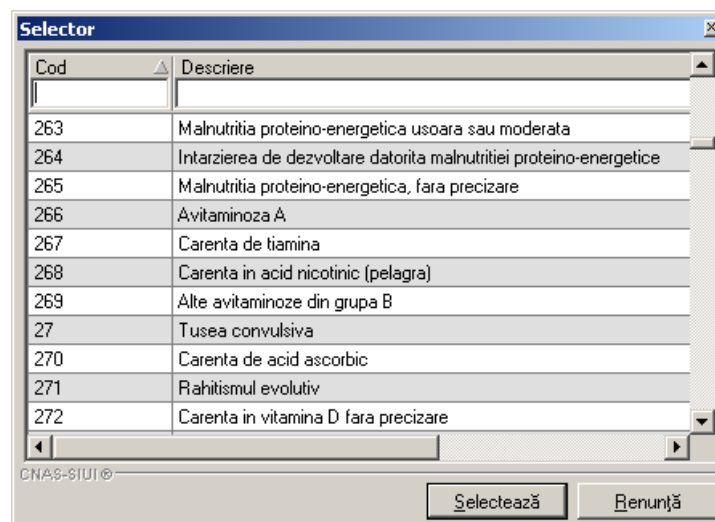 Selector
Cod Descriere
263 Malnutritia proteino-energetica usoara sau moderata
264 Intarzierea de dezvoltare datorita malnutritiei proteino-energetice
265 Malnutritia proteino-energetica, fara precizare
266 Avitaminoza A
267 Carenta de tiamina
268 Carenta in acid nicotinic (pelagra)
269 Alte avitaminoze din grupa B
27 Tusea convulsiva
270 Carenta de acid ascorbic
271 Rahitismul evolutiv
272 Carenta in vitamina D fara precizare
CNAS-SIUI®
Selectează Renunţă